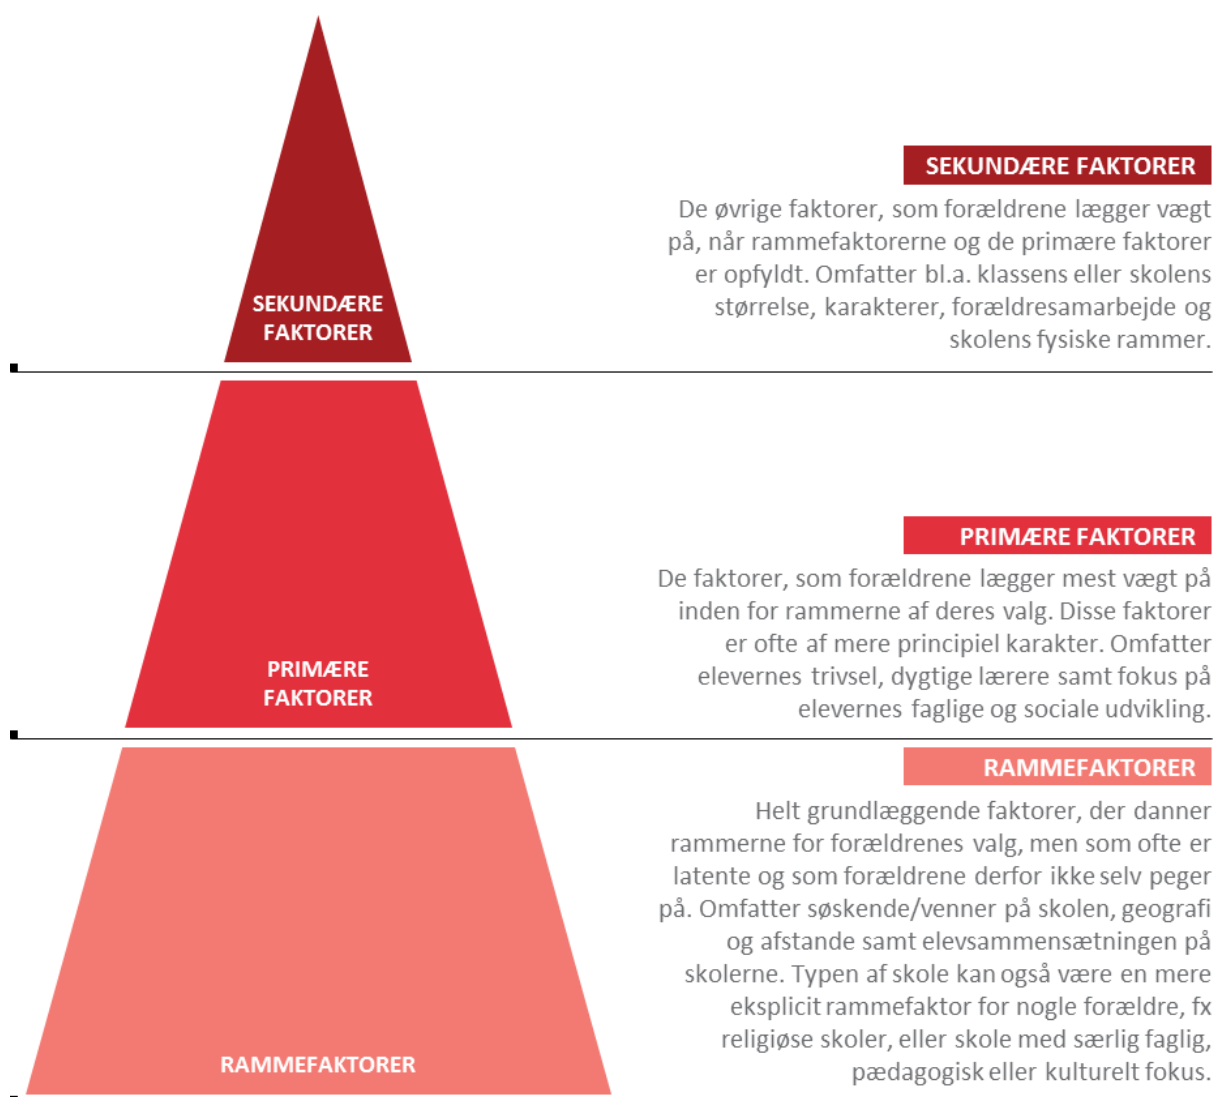 SEKUNDÆRE
FAKTORER
SEKUNDÆRE FAKTORER
De øvrige faktorer, som forældrene lægger vægt
på, når rammefaktorerne og de primære faktorer
er opfyldt. Omfatter bl.a. klassens eller skolens
størrelse, karakterer, forældresamarbejde og
skolens fysiske rammer.
PRIMÆRE
FAKTORER
PRIMÆRE FAKTORER
De faktorer, som forældrene lægger mest vægt på
inden for rammerne af deres valg. Disse faktorer
er ofte af mere principiel karakter. Omfatter
elevernes trivsel, dygtige lærere samt fokus på
elevernes faglige og sociale udvikling.
RAMMEFAKTORER
RAMMEFAKTORER
Helt grundlæggende faktorer, der danner
rammerne for forældrenes valg, men som ofte er
latente og som forældrene derfor ikke selv peger
på. Omfatter søskende/venner på skolen, geografi
og afstande samt elevsammensætningen på
skolerne. Typen af skole kan også være en mere
eksplicit rammefaktor for nogle forældre, fx
religiøse skoler, eller skole med særlig faglig,
pædagogisk eller kulturelt fokus.